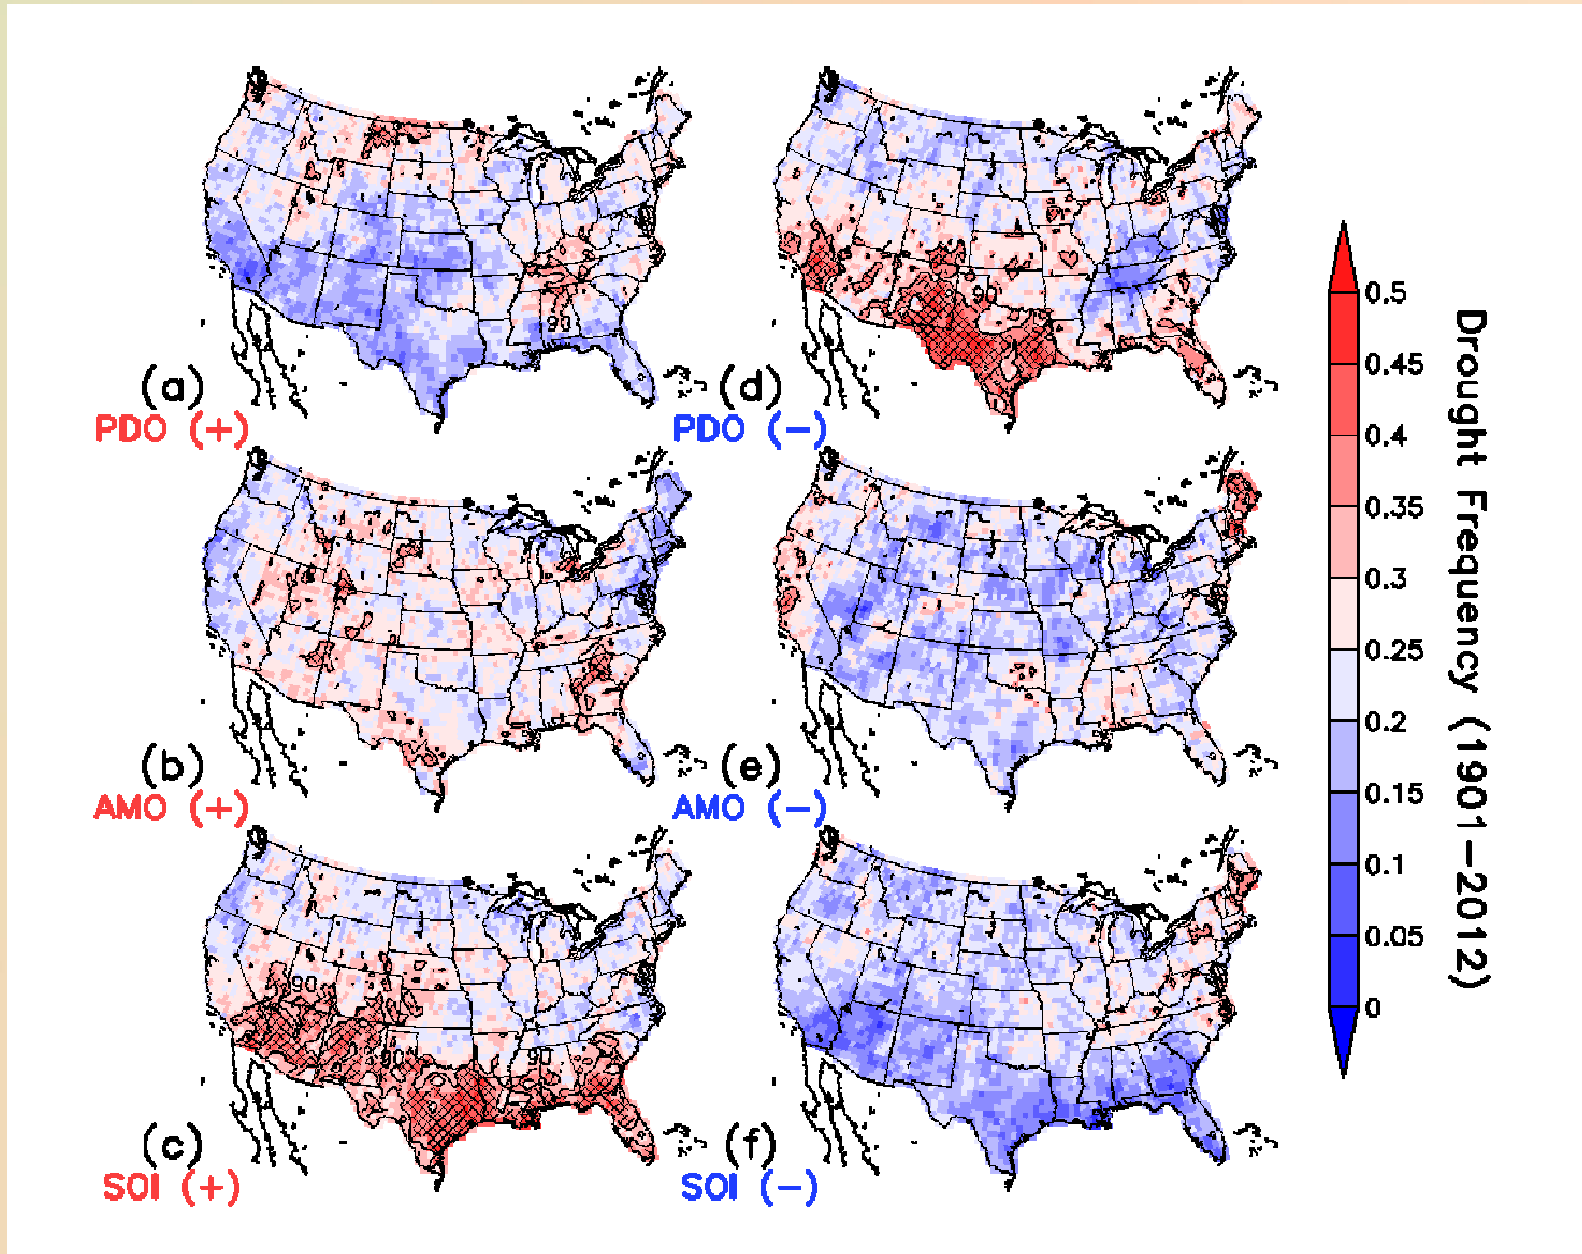 (a)
PDO (+)
90
(d)
PDO (−)
90
(b)
AMO (+)
(e)
AMO (−)
(c)
SOI (+)
90
90
90
(f)
SOI (−)
0.5
0.45
0.4
0.35
0.3
0.25
0.2
0.15
0.1
0.05
0
Drought Frequency (1901−2012)